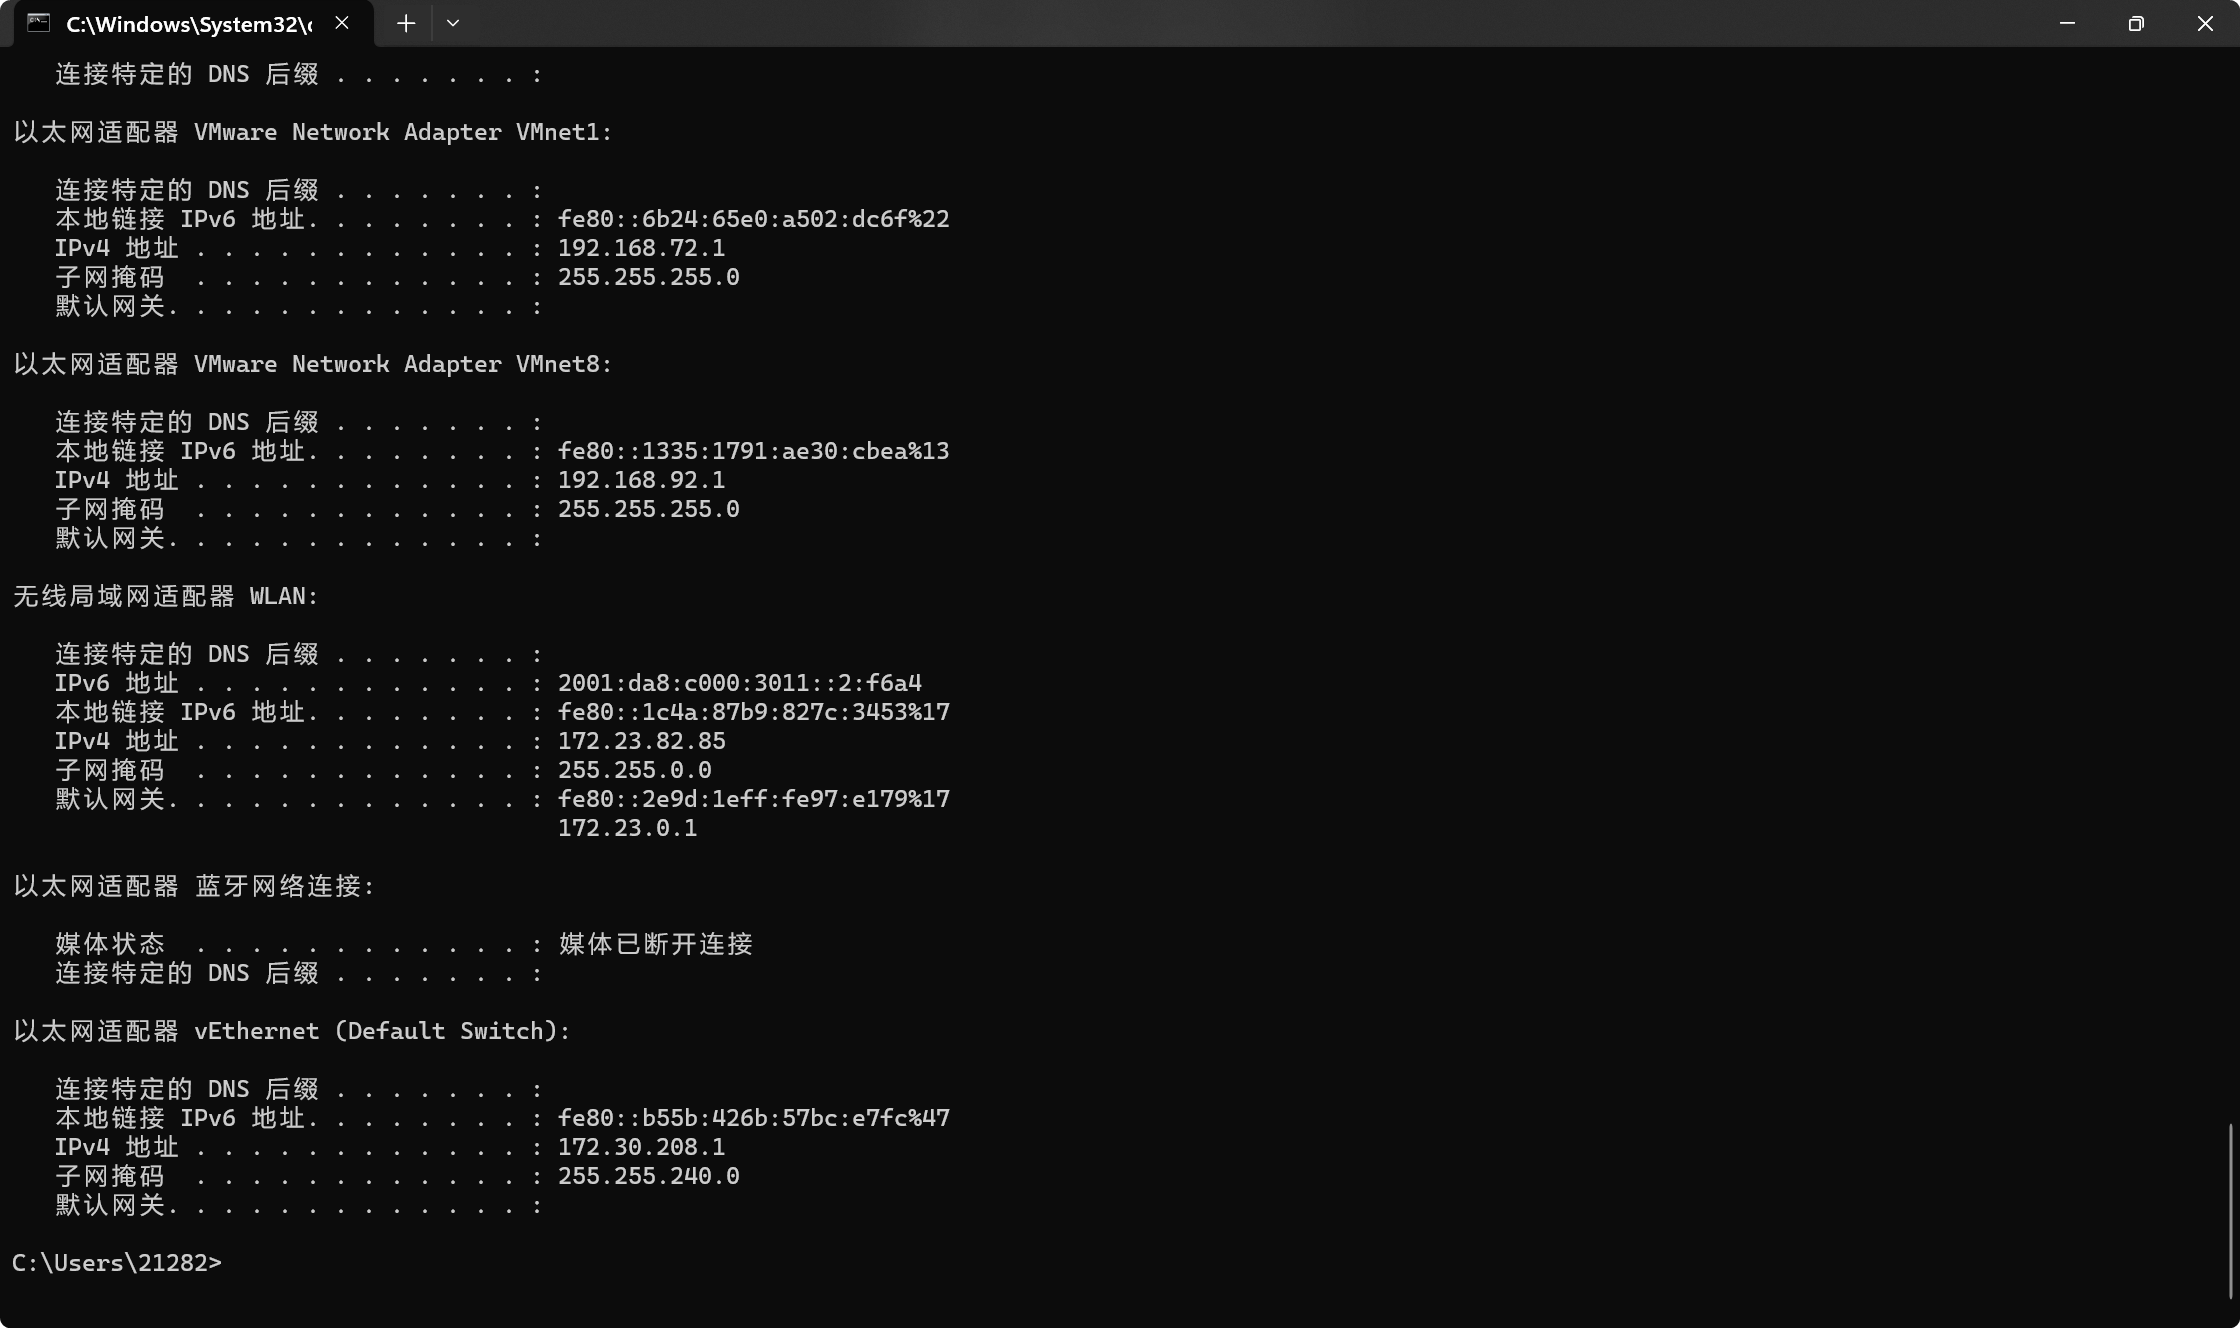 C:\Windows\System32\c
连接特定的 DNS 后缀 . . . . . . . :
以太网适配器 VMware Network Adapter VMnet1:
连接特定的 DNS 后缀 . . . . . . . :
本地链接 IPv6 地址. . . . . . . . : fe80::6b24:65e0:a502:dc6f%22
IPv4 地址 . . . . . . . . . . . . : 192.168.72.1
子网掩码  . . . . . . . . . . . . : 255.255.255.0
默认网关. . . . . . . . . . . . . :
以太网适配器 VMware Network Adapter VMnet8:
连接特定的 DNS 后缀 . . . . . . . :
本地链接 IPv6 地址. . . . . . . . : fe80::1335:1791:ae30:cbea%13
IPv4 地址 . . . . . . . . . . . . : 192.168.92.1
子网掩码  . . . . . . . . . . . . : 255.255.255.0
默认网关. . . . . . . . . . . . . :
无线局域网适配器 WLAN:
连接特定的 DNS 后缀 . . . . . . . :
IPv6 地址 . . . . . . . . . . . . : 2001:da8:c000:3011::2:f6a4
本地链接 IPv6 地址. . . . . . . . : fe80::1c4a:87b9:827c:3453%17
IPv4 地址 . . . . . . . . . . . . : 172.23.82.85
子网掩码  . . . . . . . . . . . . : 255.255.0.0
默认网关. . . . . . . . . . . . . : fe80::2e9d:1eff:fe97:e179%17
172.23.0.1
以太网适配器 蓝牙网络连接:
媒体状态  . . . . . . . . . . . . : 媒体已断开连接
连接特定的 DNS 后缀 . . . . . . . :
以太网适配器 vEthernet (Default Switch):
连接特定的 DNS 后缀 . . . . . . . :
本地链接 IPv6 地址. . . . . . . . : fe80::b55b:426b:57bc:e7fc%47
IPv4 地址 . . . . . . . . . . . . : 172.30.208.1
子网掩码  . . . . . . . . . . . . : 255.255.240.0
默认网关. . . . . . . . . . . . . :
C:\Users\21282>